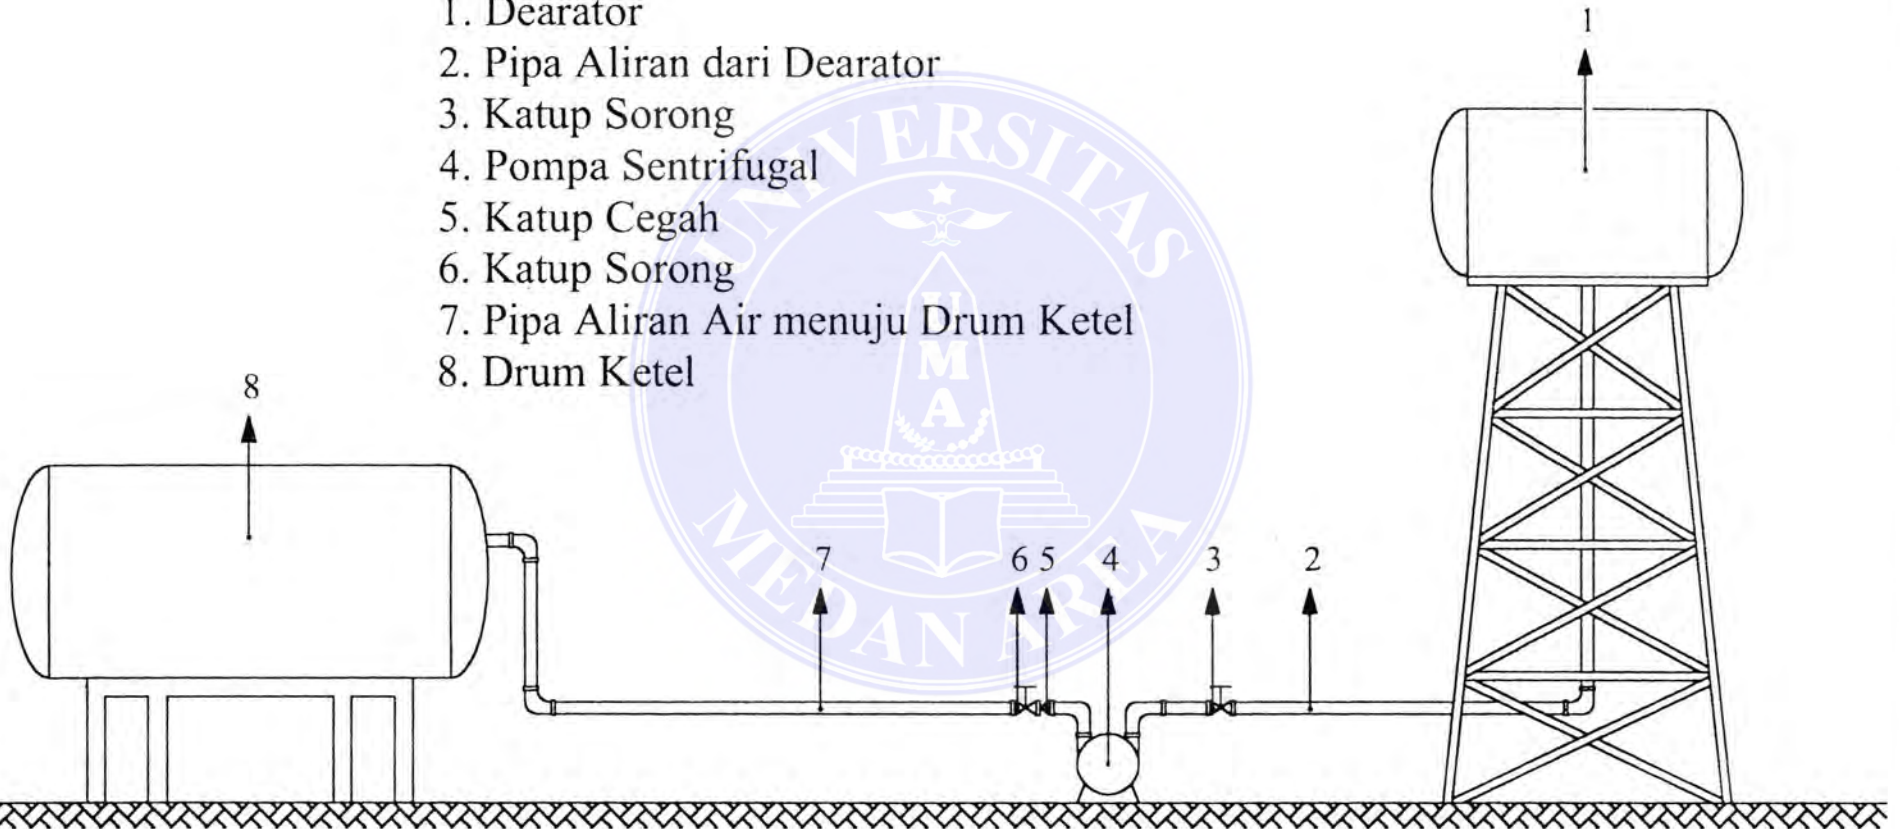 1. Dearator
2. Pipa Aliran dari Dearator
3. Katup Sorong
4. Pompa Sentrifugal
5. Katup Cegah
6. Katup Sorong
7. Pipa Aliran Air menuju Drum Ketel
8. Drum Ketel
1
8
7
6 5
4
3
2
UNIVERSITAS
UMA
MEDAN AREA